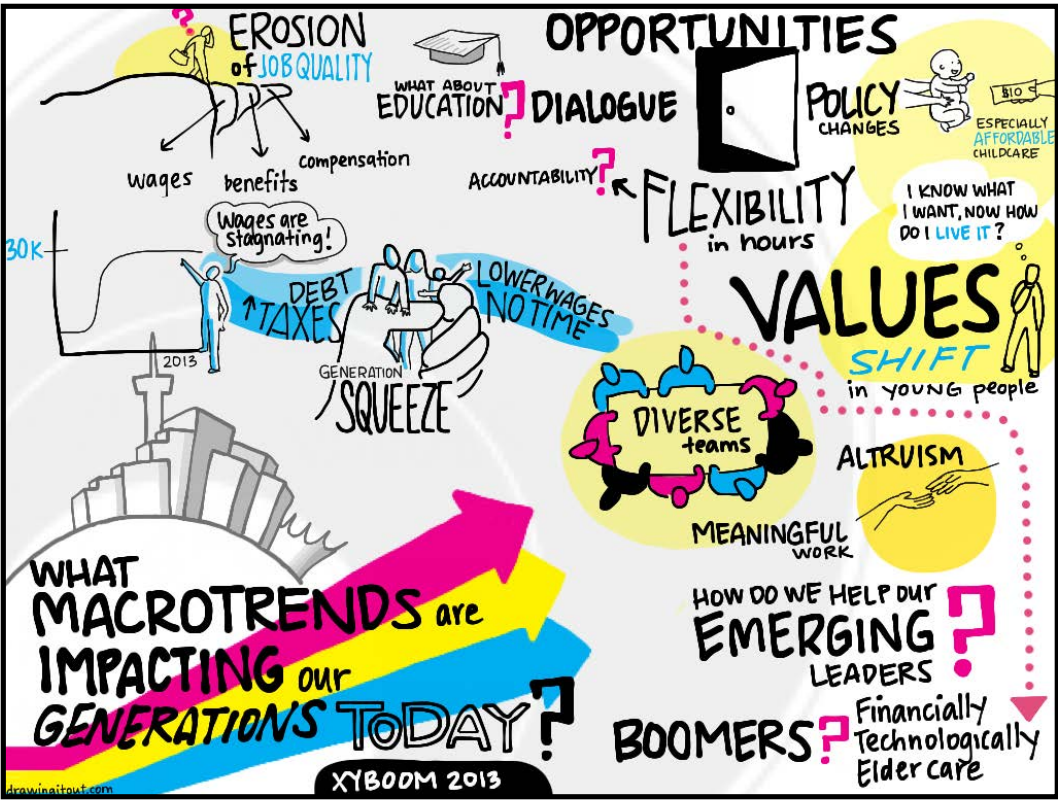 ?
EROSION
of JOB QUALITY
wages
benefits
compensation
WHAT ABOUT
EDUCATION?
OPPORTUNITIES
DIALOGUE
POLICY
CHANGES
$10
ESPECIALLY
AFFORDABLE
CHILDCARE
ACCOUNTABILITY?
FLEXIBILITY
in hours
I KNOW WHAT
I WANT, NOW HOW
DO I LIVE IT?
VALUES
SHIFT
in YOUNG people
30K
Wages are
stagnating!
2013
DEBT
↑TAXES
GENERATION
SQUEEZE
LOWER WAGES
NO TIME
DIVERSE
teams
ALTRUISM
MEANINGFUL
WORK
HOW DO WE HELP OUR
EMERGING
LEADERS
?
BOOMERS?
Financially
Technologically
Elder care
WHAT
MACROTRENDS are
IMPACTING our
GENERATIONS TODAY?
XYBOOM 2013
drawingitout.com